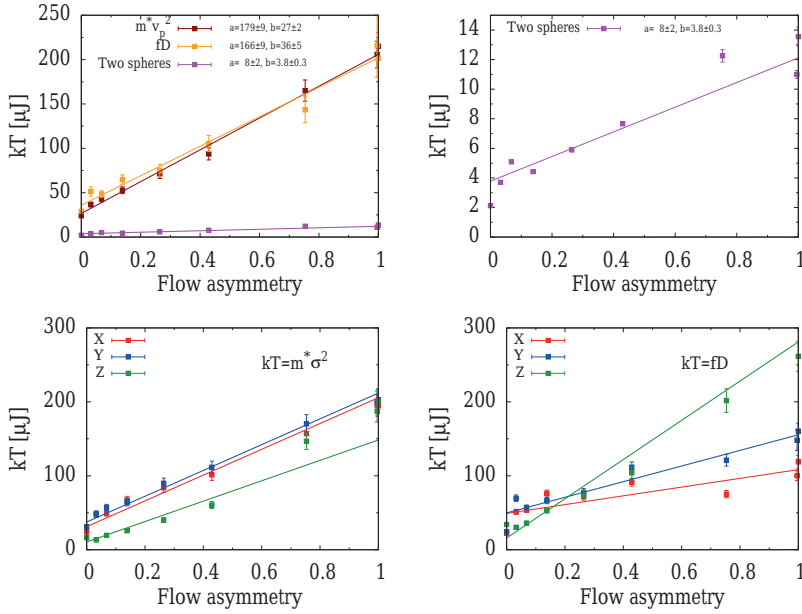 m*v_p^2 a=179±9, b=27±2
fD a=166±9, b=36±5
Two spheres a= 8±2, b=3.8±0.3
kT [μJ]
250
200
150
100
50
0
0 0.2 0.4 0.6 0.8 1
Flow asymmetry
Two spheres a= 8±2, b=3.8±0.3
kT [μJ]
14
12
10
8
6
4
2
0
0 0.2 0.4 0.6 0.8 1
Flow asymmetry
X
Y
Z
kT=m*σ²
kT [μJ]
300
200
100
0
0 0.2 0.4 0.6 0.8 1
Flow asymmetry
X
Y
Z
kT=fD
kT [μJ]
300
200
100
0
0 0.2 0.4 0.6 0.8 1
Flow asymmetry